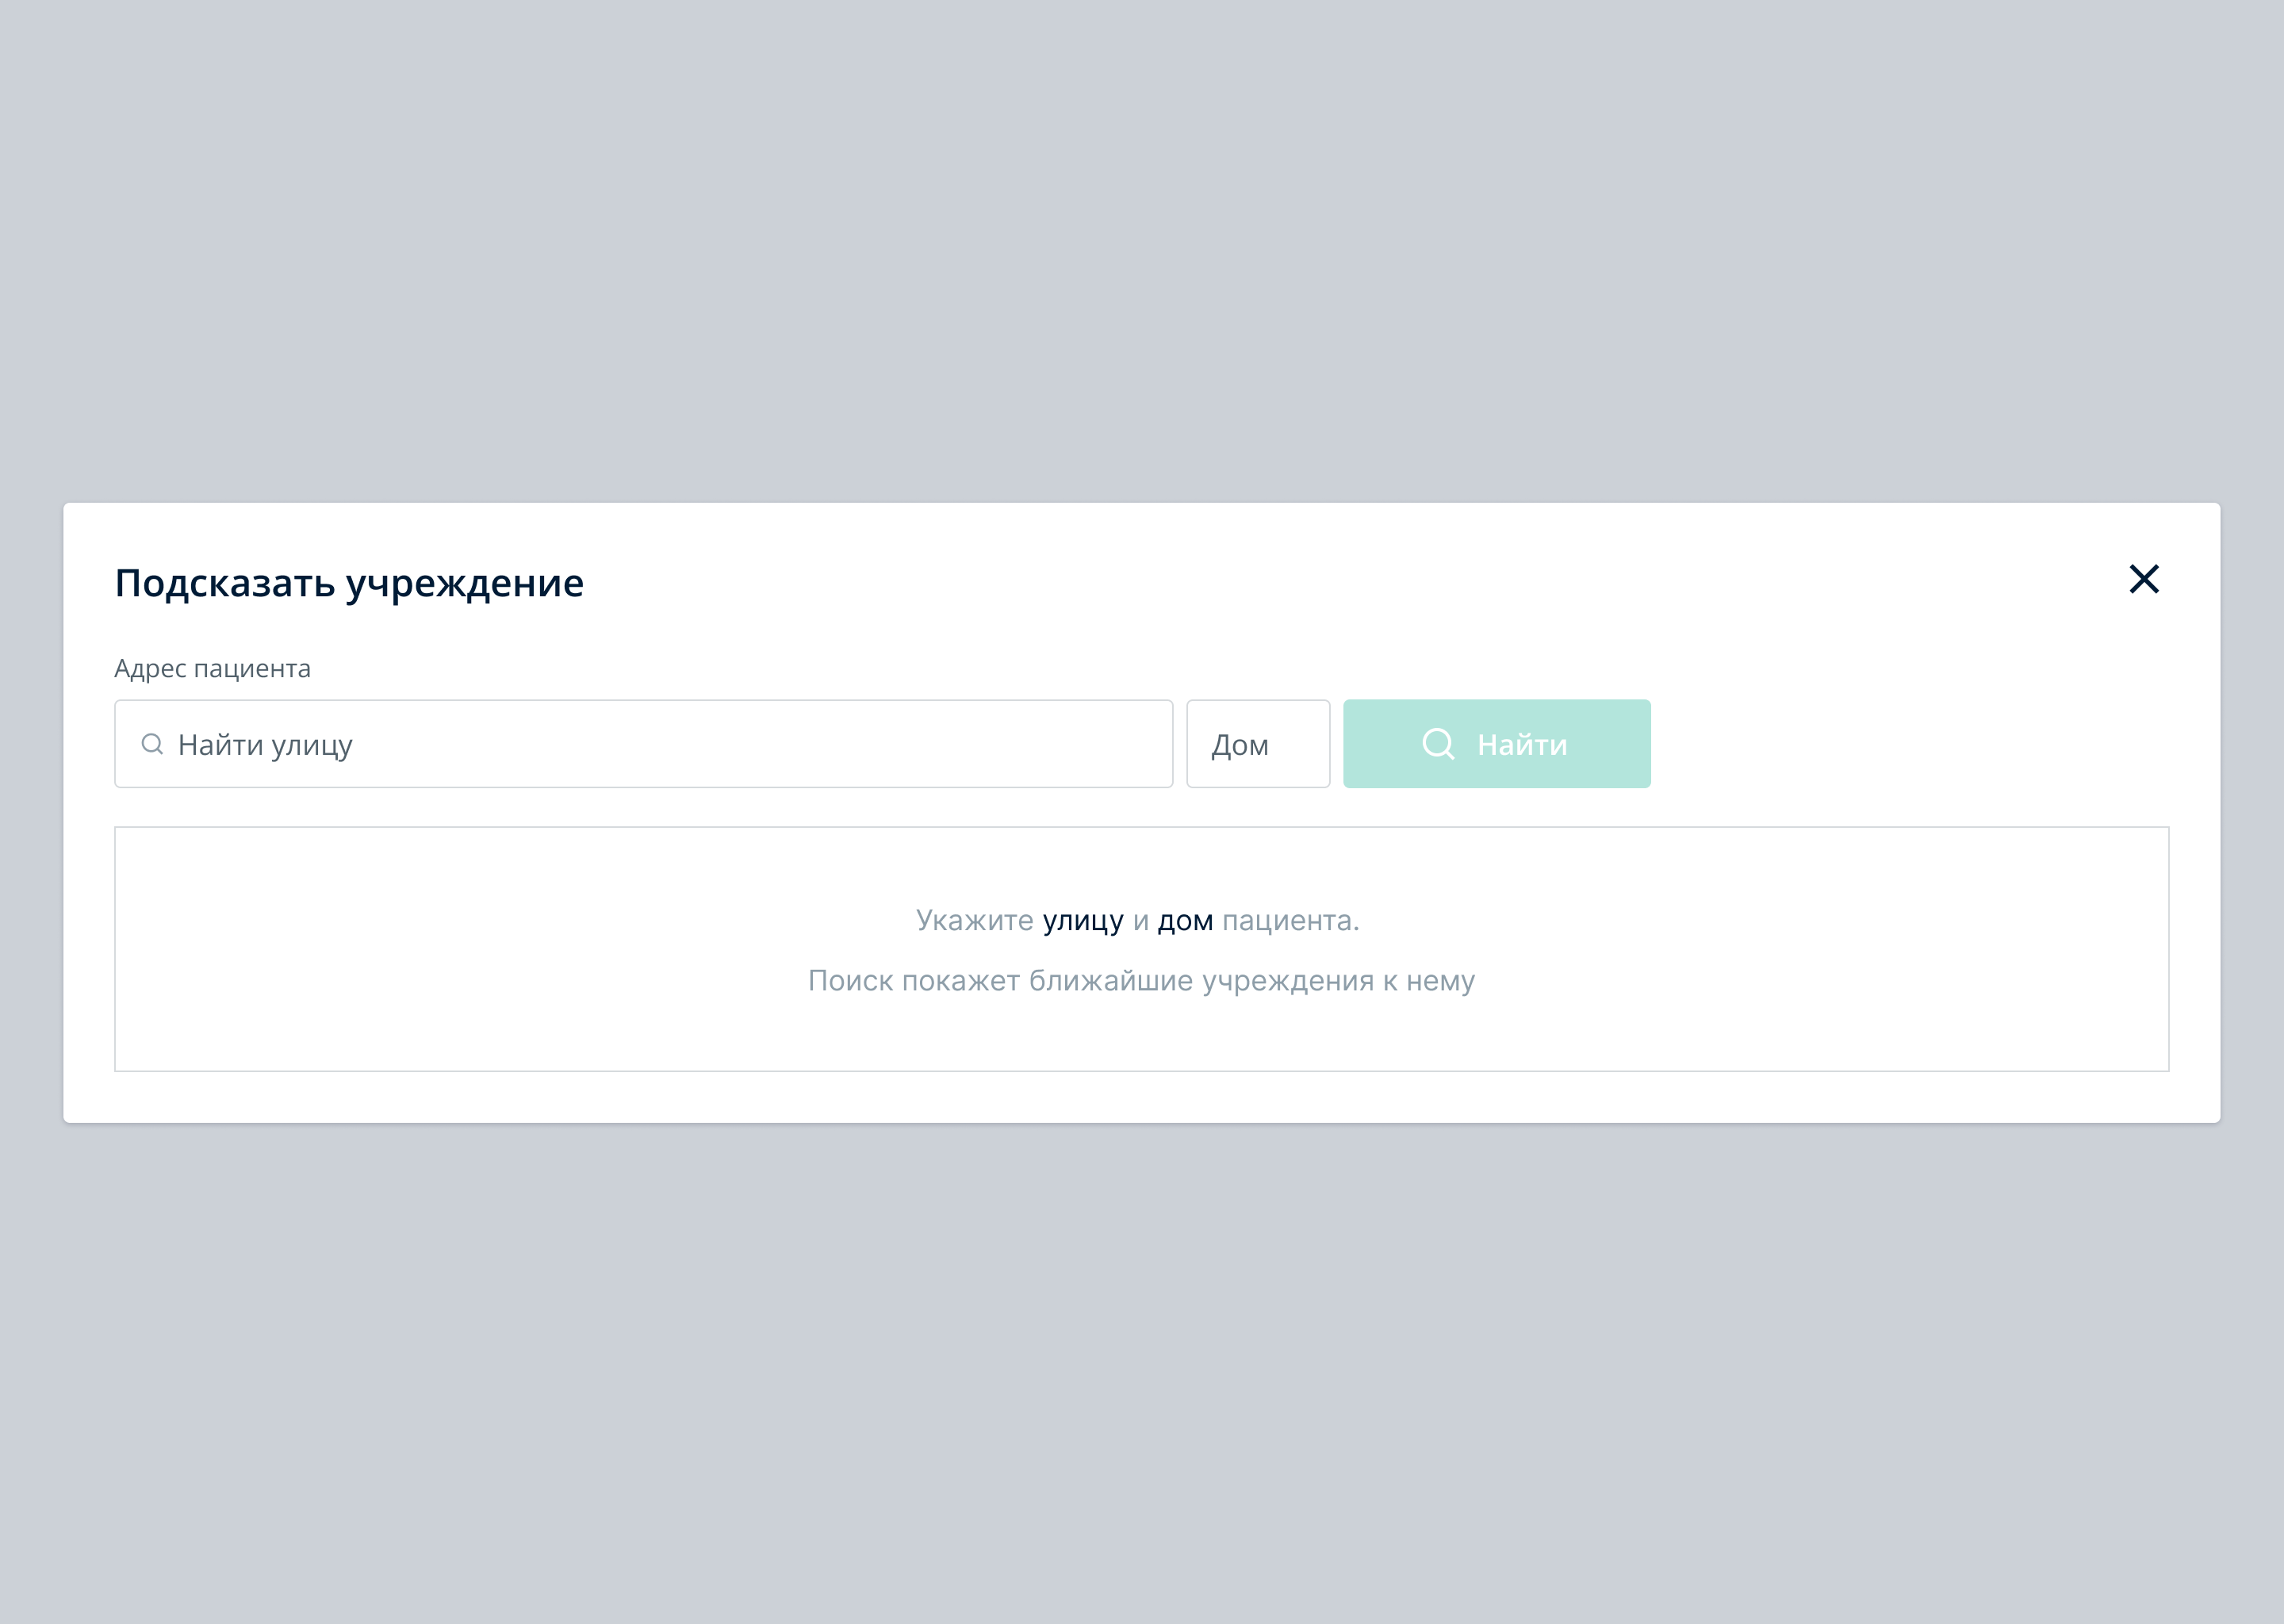 Подсказать учреждение
Адрес пациента
Найти улицу
Дом
Найти
Укажите улицу и дом пациента.
Поиск покажет ближайшие учреждения к нему